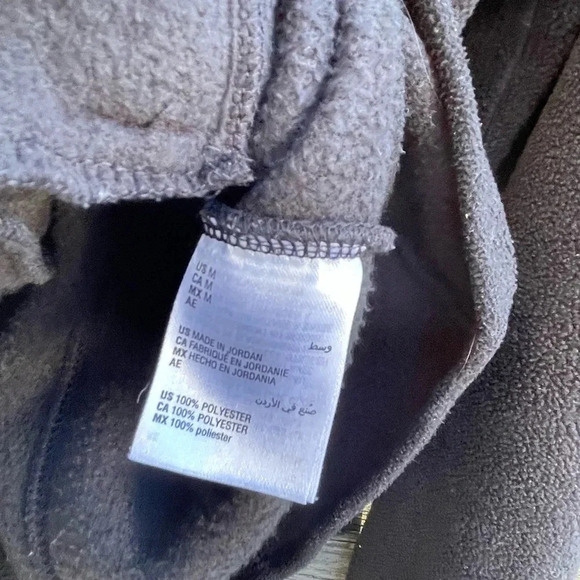 US M
CA M
MX M
AE
وسط
US MADE IN JORDAN
CA FABRIQUE EN JORDANIE
MX HECHO EN JORDANIA
AE
صنع في الأردن
US 100% POLYESTER
CA 100% POLYESTER
MX 100% poliestar